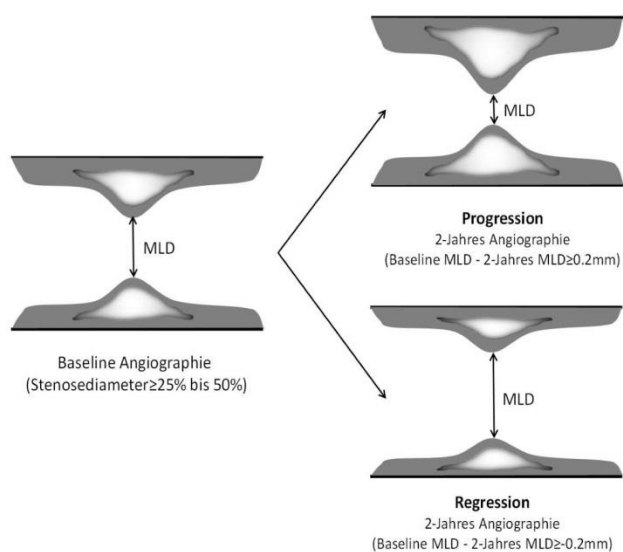 MLD
Baseline Angiographie
(Stenosediameter≥25% bis 50%)
MLD
Progression
2-Jahres Angiographie
(Baseline MLD - 2-Jahres MLD≥0.2mm)
MLD
Regression
2-Jahres Angiographie
(Baseline MLD - 2-Jahres MLD≥-0.2mm)